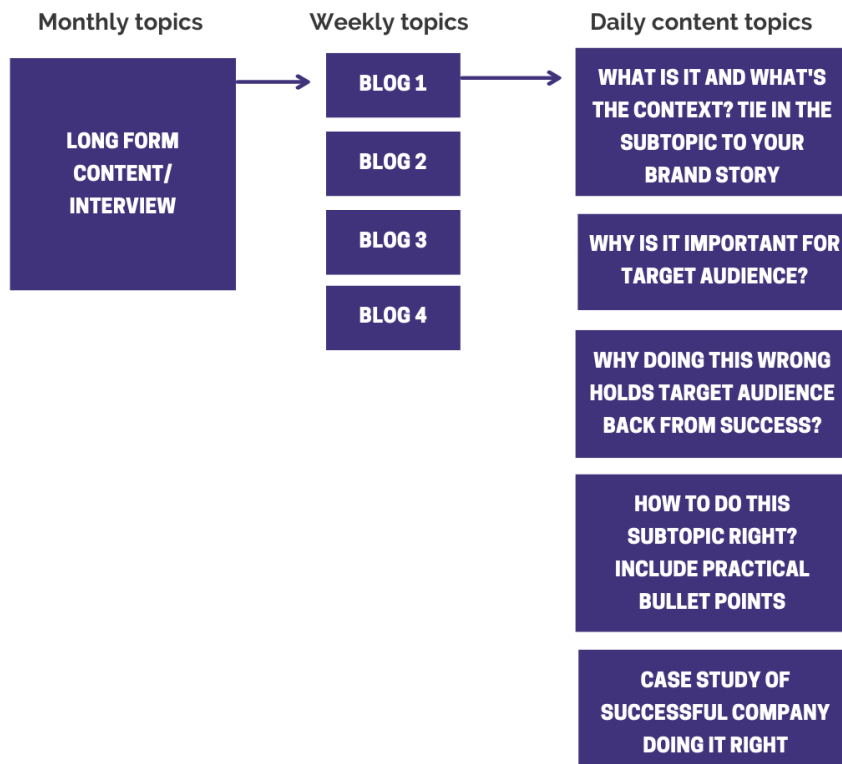 Monthly topics
Weekly topics
Daily content topics
LONG FORM
CONTENT/
INTERVIEW
BLOG 1
BLOG 2
BLOG 3
BLOG 4
WHAT IS IT AND WHAT'S
THE CONTEXT? TIE IN THE
SUBTOPIC TO YOUR
BRAND STORY
WHY IS IT IMPORTANT FOR
TARGET AUDIENCE?
WHY DOING THIS WRONG
HOLDS TARGET AUDIENCE
BACK FROM SUCCESS?
HOW TO DO THIS
SUBTOPIC RIGHT?
INCLUDE PRACTICAL
BULLET POINTS
CASE STUDY OF
SUCCESSFUL COMPANY
DOING IT RIGHT